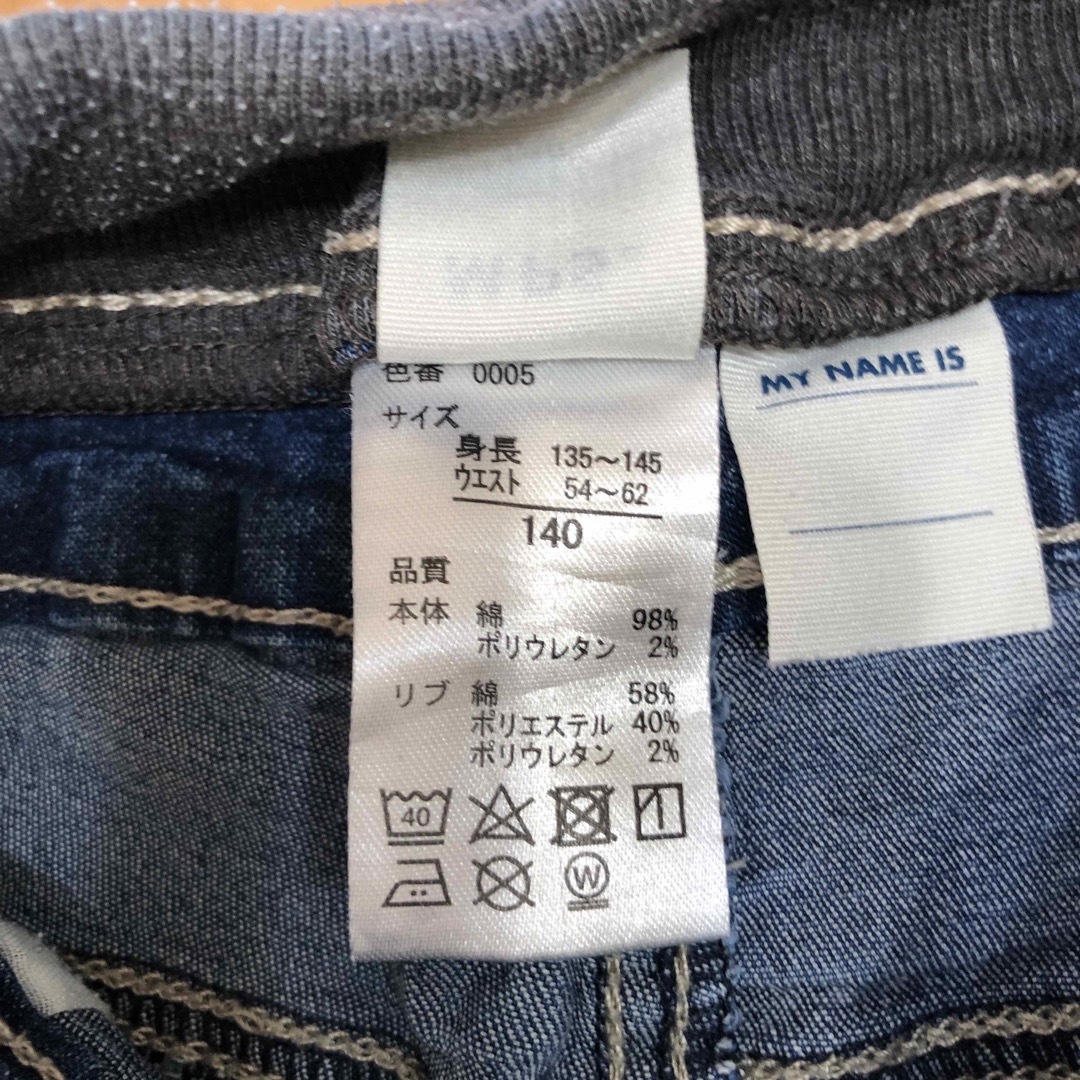 色番 0005
サイズ
身長 135~145
ウエスト 54~62
140
品質
本体 綿 98%
ポリウレタン 2%
リブ 綿 58%
ポリエステル 40%
ポリウレタン 2%
40
W
MY NAME IS